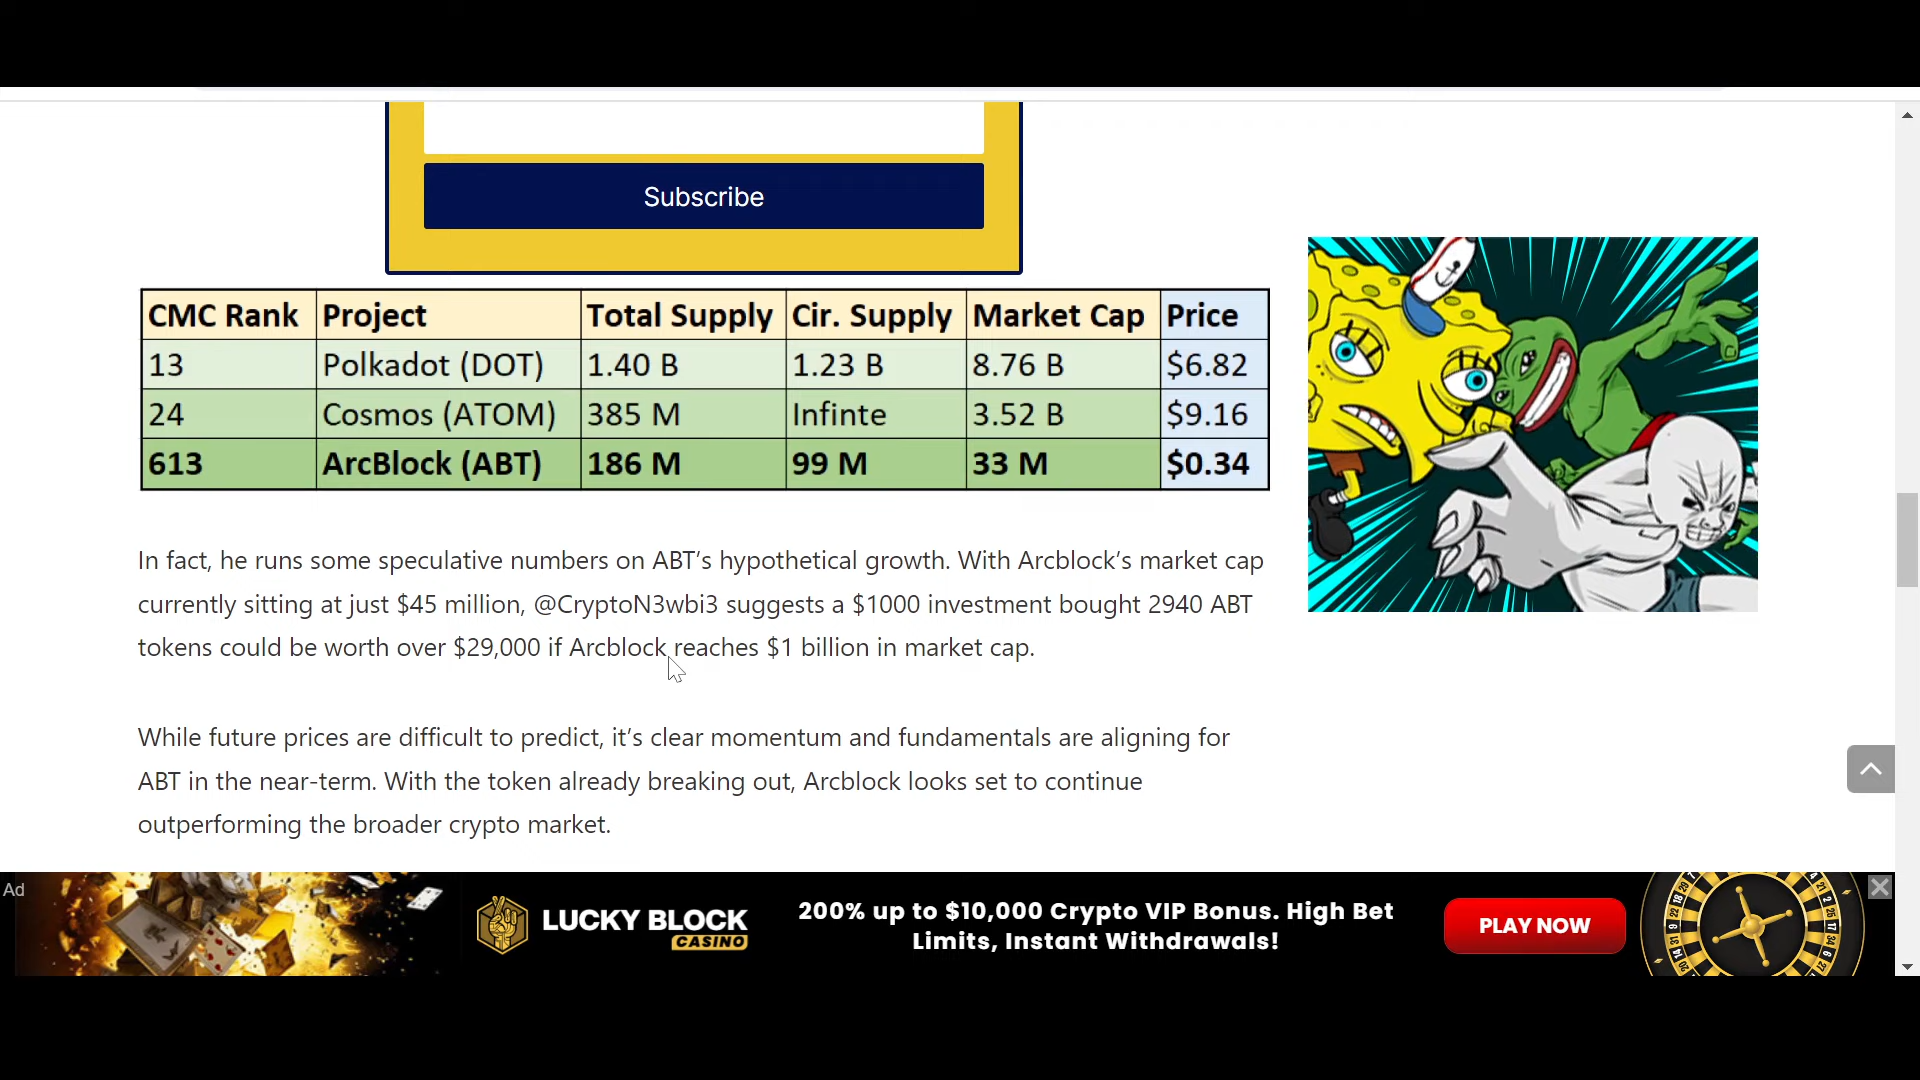 Subscribe
CMC Rank Project Total Supply Cir. Supply Market Cap Price
13 Polkadot (DOT) 1.40 B 1.23 B 8.76 B $6.82
24 Cosmos (ATOM) 385 M Infinte 3.52 B $9.16
613 ArcBlock (ABT) 186 M 99 M 33 M $0.34
In fact, he runs some speculative numbers on ABT’s hypothetical growth. With Arcblock’s market cap
currently sitting at just $45 million, @CryptoN3wbi3 suggests a $1000 investment bought 2940 ABT
tokens could be worth over $29,000 if Arcblock reaches $1 billion in market cap.
While future prices are difficult to predict, it’s clear momentum and fundamentals are aligning for
ABT in the near-term. With the token already breaking out, Arcblock looks set to continue
outperforming the broader crypto market.
Ad
LUCKY BLOCK
CASINO
200% up to $10,000 Crypto VIP Bonus. High Bet
Limits, Instant Withdrawals!
PLAY NOW